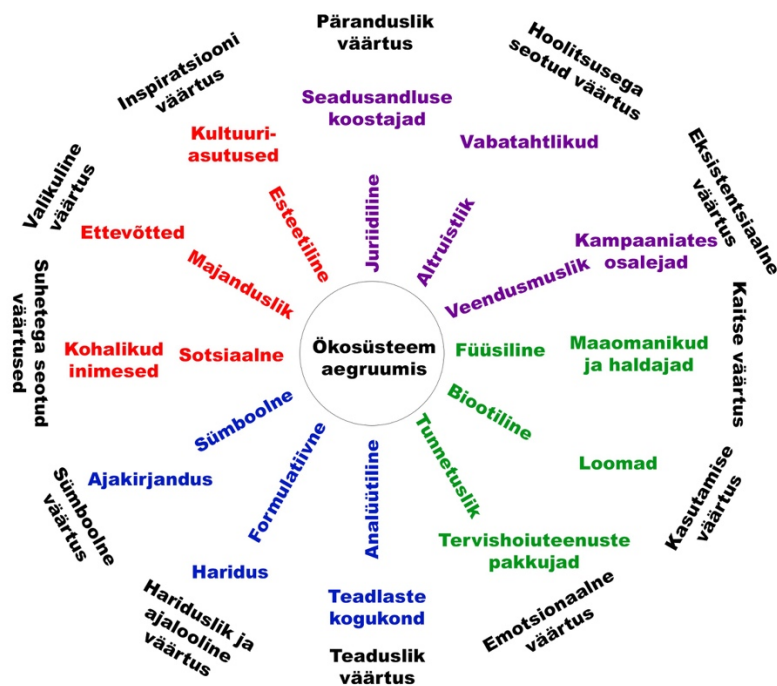 Päranduslik
väärtus
Hoolitsusega
seotud väärtus
Eksistentsiaalne
väärtus
Kaitse väärtus
Kasutamise
väärtus
Emotsionaalne
väärtus
Teaduslik
väärtus
Hariduslik ja
ajalooline
väärtus
Sümboolne
väärtus
Suhetega seotud
väärtused
Valikuline
väärtus
Inspiratsiooni
väärtus
Seadusandluse
koostajad
Vabatahtlikud
Kampaaniates
osalejad
Maaomanikud
ja haldajad
Loomad
Tervishoiuteenuste
pakkujad
Teadlaste
kogukond
Haridus
Ajakirjandus
Kohalikud
inimesed
Ettevõtted
Kultuuri-
asutused
Juriidiline
Altruistlik
Veendusmuslik
Füüsiline
Biootiline
Tunnetuslik
Analüütiline
Formulatiivne
Sümboolne
Sotsiaalne
Majanduslik
Esteetiline
Ökosüsteem
aegruumis